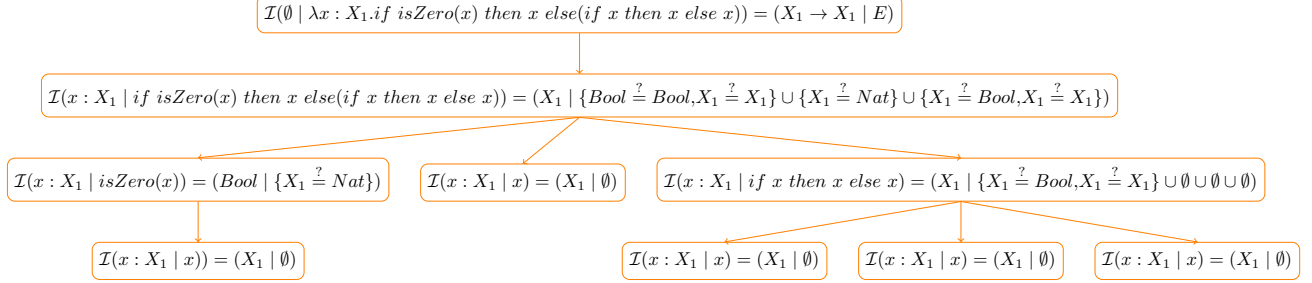 𝓘(∅ | λx : X₁.if isZero(x) then x else(if x then x else x)) = (X₁ → X₁ | E)
𝓘(x : X₁ | if isZero(x) then x else(if x then x else x)) = (X₁ | {Bool ≟ Bool,X₁ ≟ X₁} ∪ {X₁ ≟ Nat} ∪ {X₁ ≟ Bool,X₁ ≟ X₁})
𝓘(x : X₁ | isZero(x)) = (Bool | {X₁ ≟ Nat})
𝓘(x : X₁ | x) = (X₁ | ∅)
𝓘(x : X₁ | if x then x else x) = (X₁ | {X₁ ≟ Bool,X₁ ≟ X₁} ∪ ∅ ∪ ∅ ∪ ∅)
𝓘(x : X₁ | x)) = (X₁ | ∅)
𝓘(x : X₁ | x) = (X₁ | ∅)
𝓘(x : X₁ | x) = (X₁ | ∅)
𝓘(x : X₁ | x) = (X₁ | ∅)